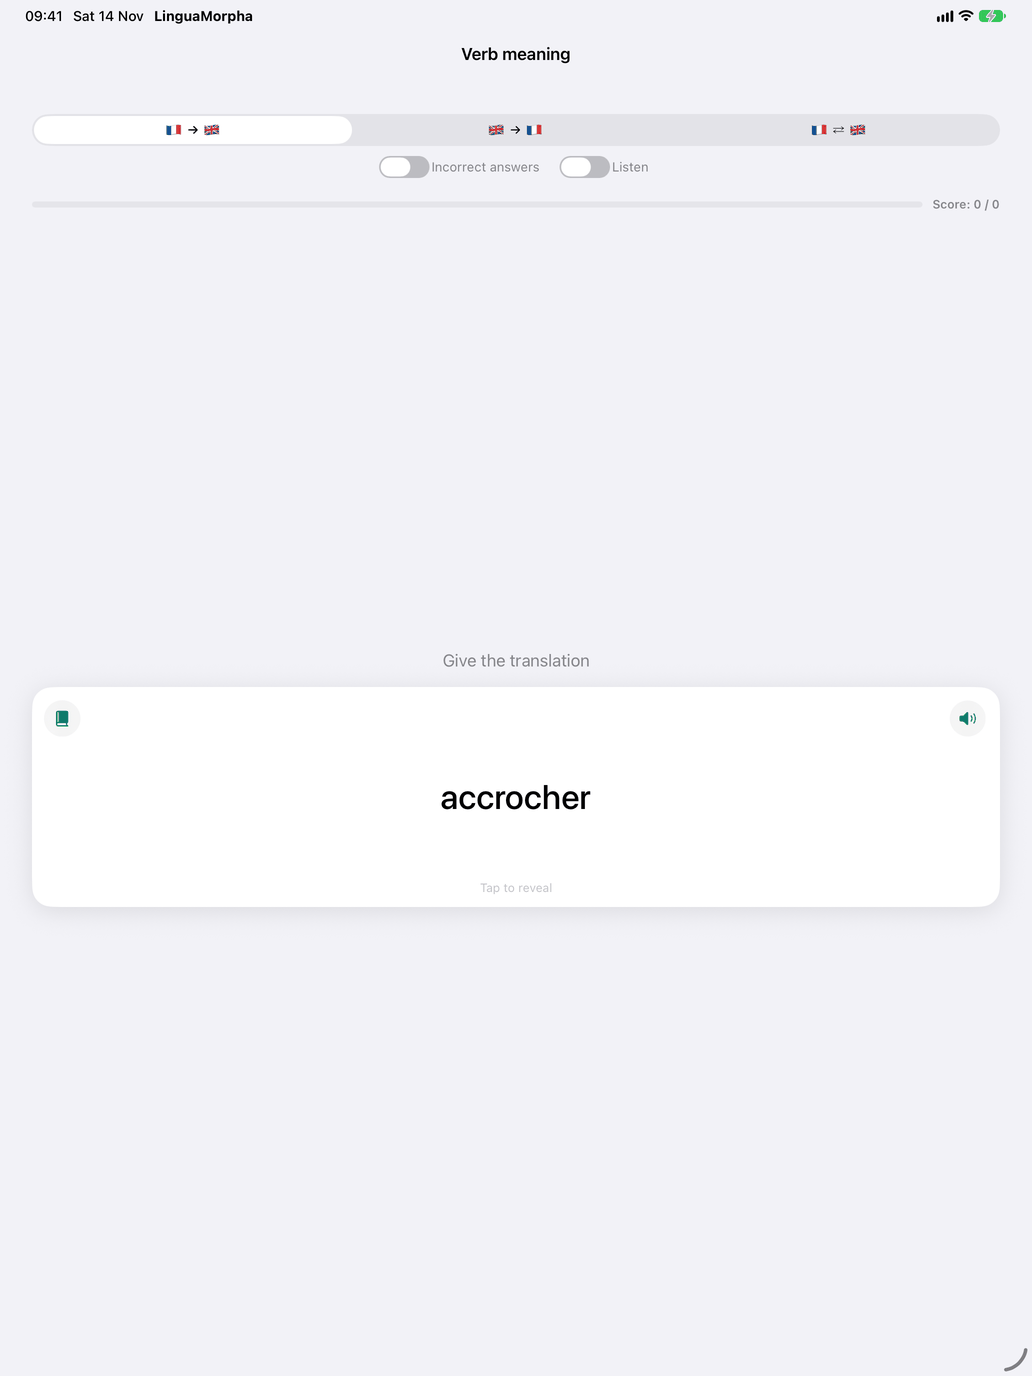 09:41 Sat 14 Nov LinguaMorpha
Verb meaning
Incorrect answers Listen
Score: 0 / 0
Give the translation
accrocher
Tap to reveal